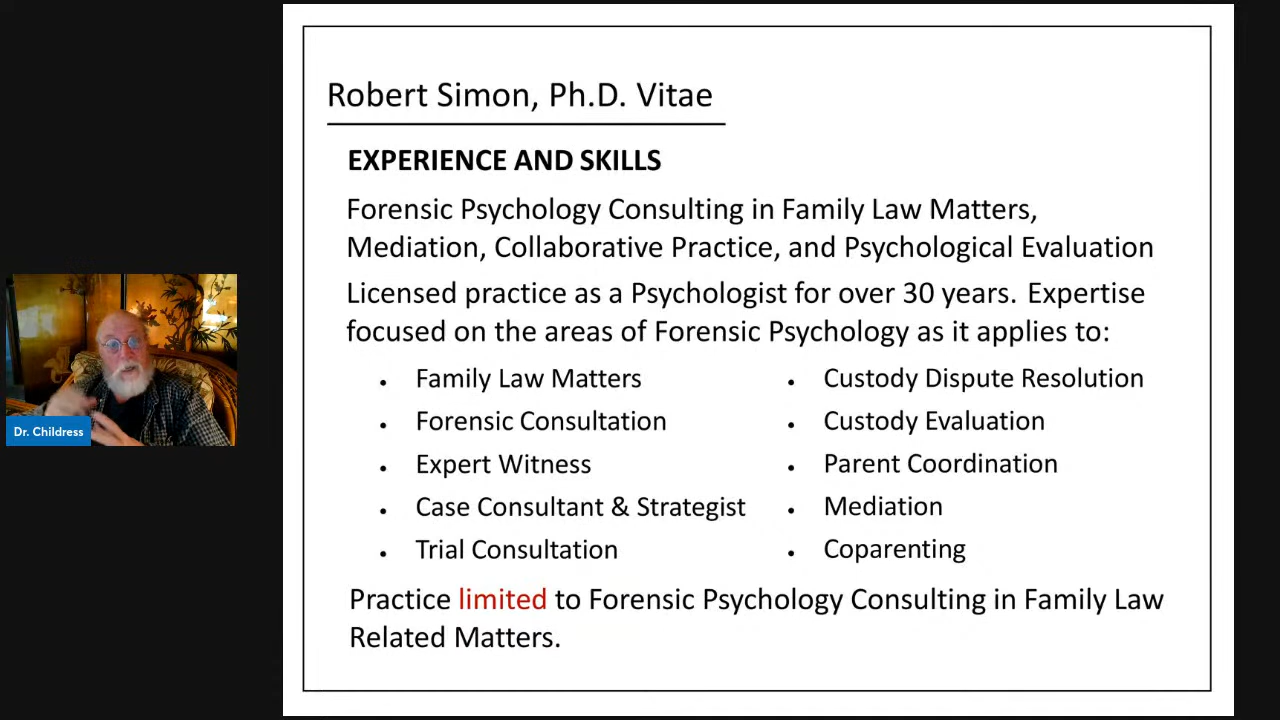 Robert Simon, Ph.D. Vitae
EXPERIENCE AND SKILLS
Forensic Psychology Consulting in Family Law Matters,
Mediation, Collaborative Practice, and Psychological Evaluation
Licensed practice as a Psychologist for over 30 years. Expertise
focused on the areas of Forensic Psychology as it applies to:
• Family Law Matters
• Forensic Consultation
• Expert Witness
• Case Consultant & Strategist
• Trial Consultation
• Custody Dispute Resolution
• Custody Evaluation
• Parent Coordination
• Mediation
• Coparenting
Practice limited to Forensic Psychology Consulting in Family Law
Related Matters.
Dr. Childress